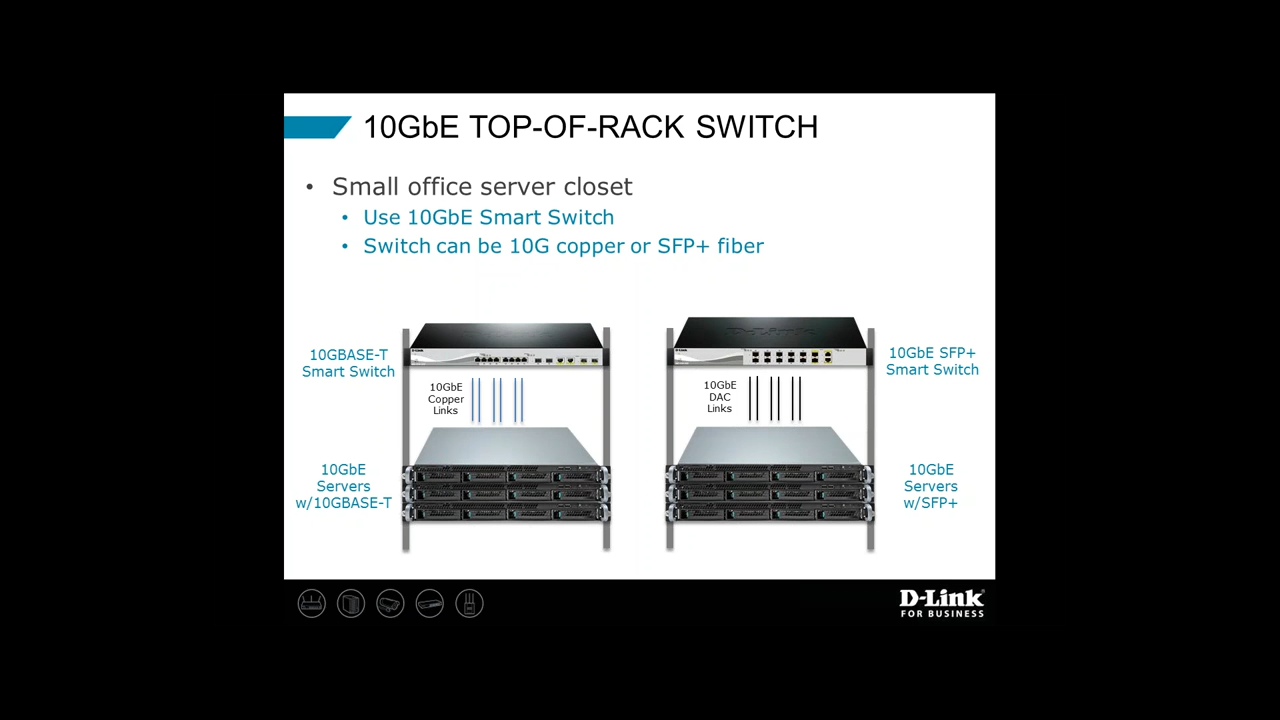 10GbE TOP-OF-RACK SWITCH
• Small office server closet
• Use 10GbE Smart Switch
• Switch can be 10G copper or SFP+ fiber
10GBASE-T
Smart Switch
10GbE
Copper
Links
10GbE
Servers
w/10GBASE-T
D-Link
10GbE
DAC
Links
10GbE SFP+
Smart Switch
10GbE
Servers
w/SFP+
D-Link
FOR BUSINESS